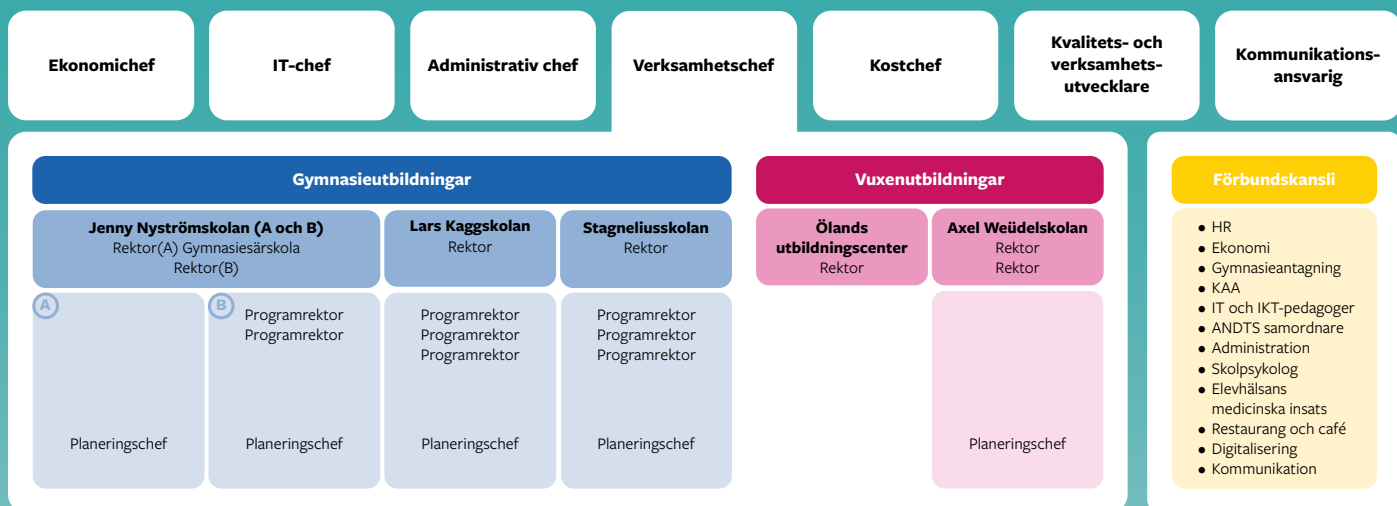 Ekonomichef
IT-chef
Administrativ chef
Verksamhetschef
Kostchef
Kvalitets- och
verksamhets-
utvecklare
Kommunikations-
ansvarig
Gymnasieutbildningar
Jenny Nyströmskolan (A och B)
Rektor(A) Gymnasiesärskola
Rektor(B)
Lars Kaggskolan
Rektor
Stagneliusskolan
Rektor
A
Planeringschef
B
Programrektor
Programrektor
Planeringschef
Programrektor
Programrektor
Programrektor
Planeringschef
Programrektor
Programrektor
Programrektor
Planeringschef
Vuxenutbildningar
Ölands
utbildningscenter
Rektor
Axel Weüdelskolan
Rektor
Rektor
Planeringschef
Förbundskansli
• HR
• Ekonomi
• Gymnasieantagning
• KAA
• IT och IKT-pedagoger
• ANDTS samordnare
• Administration
• Skolpsykolog
• Elevhälsans
medicinska insats
• Restaurang och café
• Digitalisering
• Kommunikation